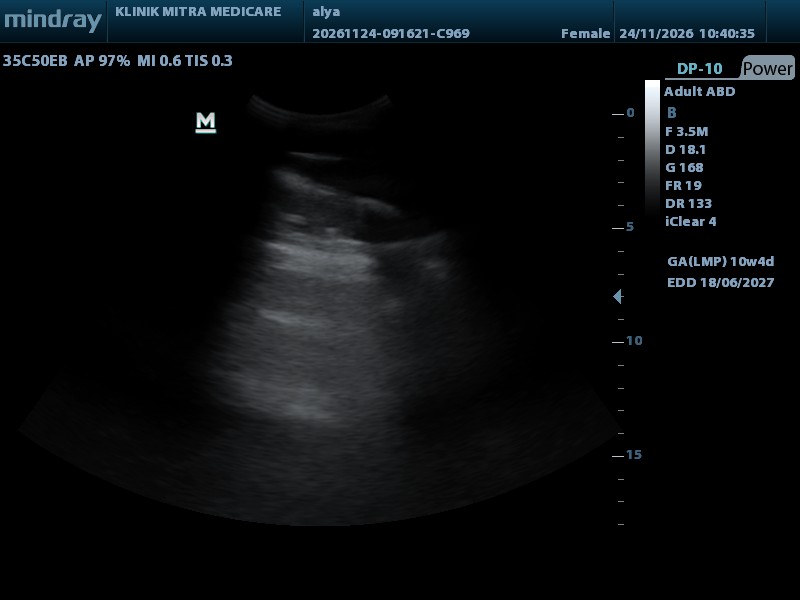 mindray
KLINIK MITRA MEDICARE
alya
20261124-091621-C969
Female
24/11/2026 10:40:35
35C50EB AP 97% MI 0.6 TIS 0.3
DP-10
Power
Adult ABD
B
F 3.5M
D 18.1
G 168
FR 19
DR 133
iClear 4
GA(LMP) 10w4d
EDD 18/06/2027
M
0
5
10
15